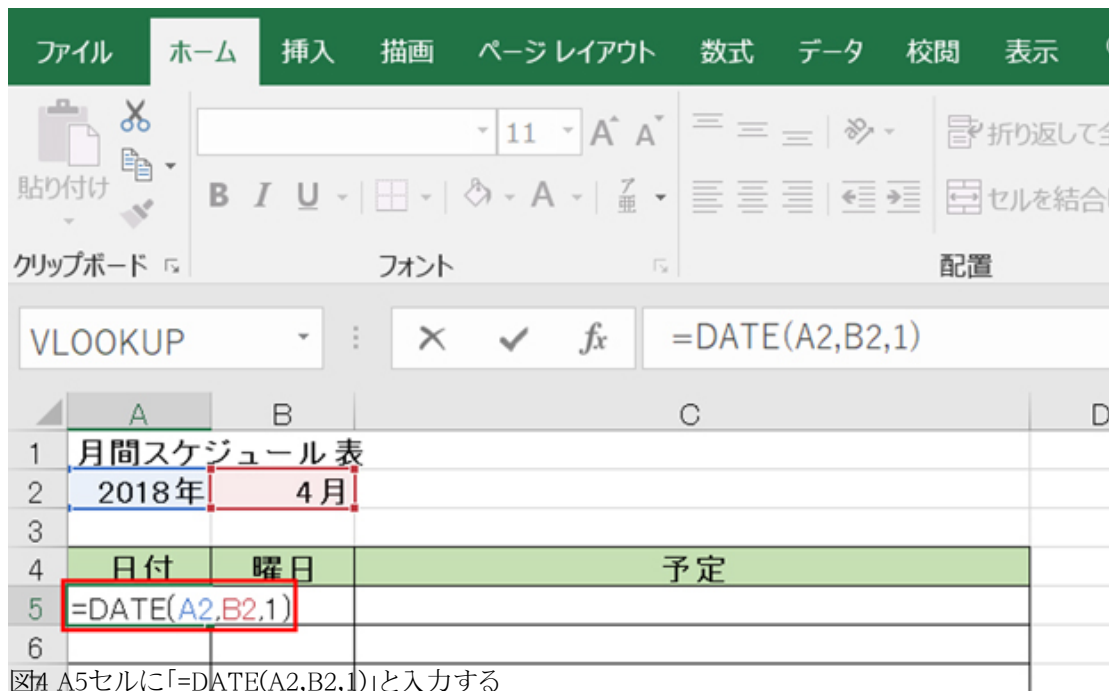 ファイル ホーム 挿入 描画 ページ レイアウト 数式 データ 校閲 表示
11 A A 折り返して全
貼り付け B I U A ア亜 セルを結合
クリップボード フォント 配置
VLOOKUP fx =DATE(A2,B2,1)
A B C D
1 月間スケジュール表
2 2018年 4月
3
4 日付 曜日 予定
5 =DATE(A2,B2,1)
6
図4 A5セルに「=DATE(A2,B2,1)」と入力する